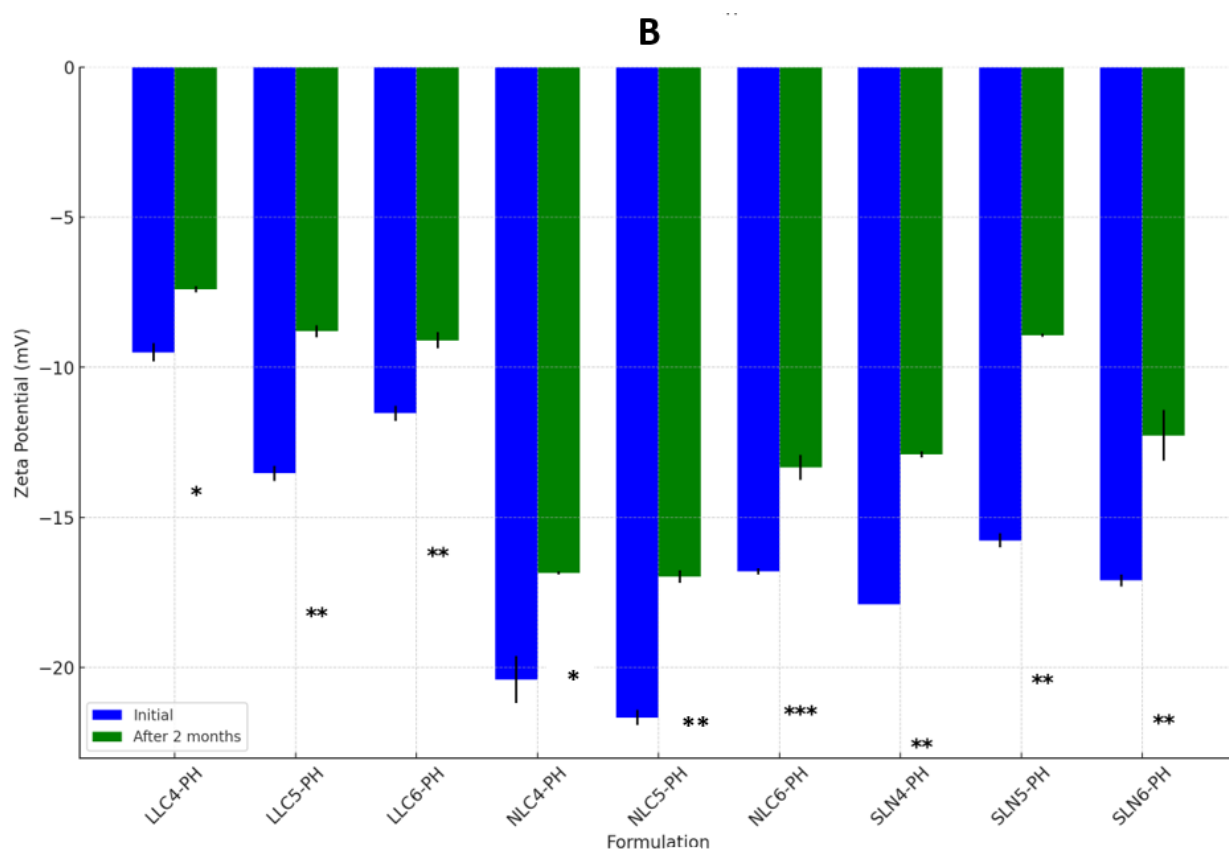 B
0
−5
−10
−15
−20
Zeta Potential (mV)
*
**
**
*
**
***
**
**
**
Initial
After 2 months
LLC4-PH
LLC5-PH
LLC6-PH
NLC4-PH
NLC5-PH
NLC6-PH
SLN4-PH
SLN5-PH
SLN6-PH
Formulation